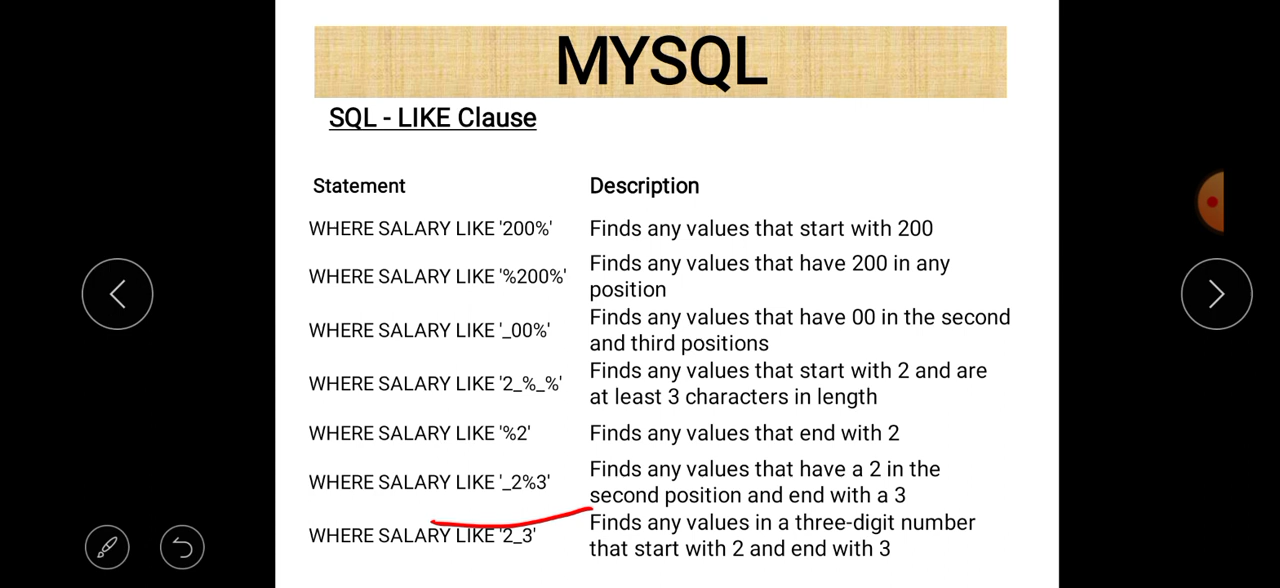 MYSQL
SQL - LIKE Clause
Statement Description
WHERE SALARY LIKE '200%' Finds any values that start with 200
WHERE SALARY LIKE '%200%' Finds any values that have 200 in any
position
WHERE SALARY LIKE '_00%' Finds any values that have 00 in the second
and third positions
WHERE SALARY LIKE '2_%_%' Finds any values that start with 2 and are
at least 3 characters in length
WHERE SALARY LIKE '%2' Finds any values that end with 2
WHERE SALARY LIKE '_2%3' Finds any values that have a 2 in the
second position and end with a 3
WHERE SALARY LIKE '2_3' Finds any values in a three-digit number
that start with 2 and end with 3